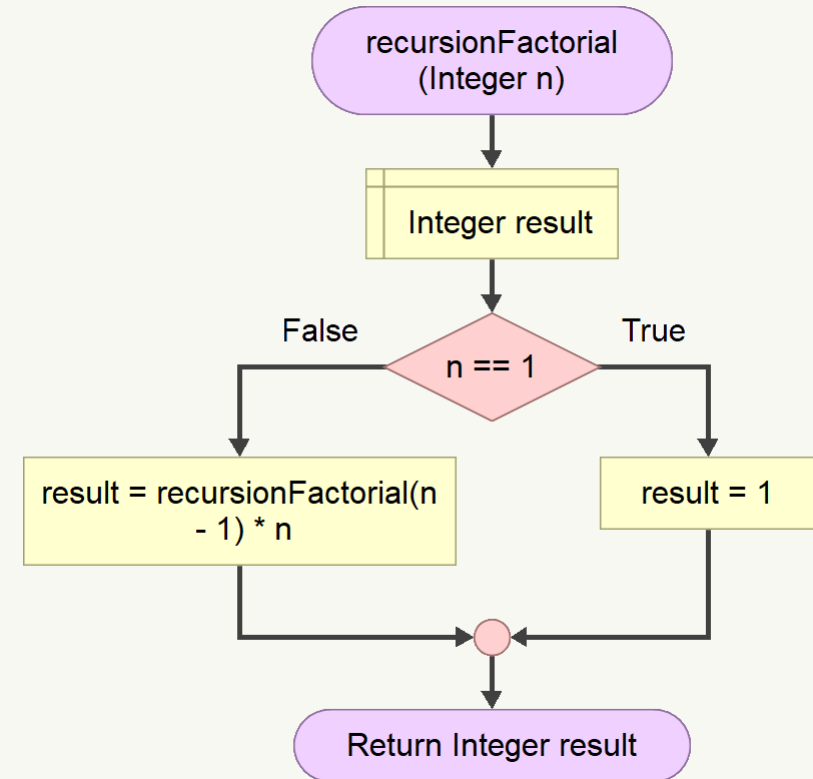 recursionFactorial
(Integer n)
Integer result
False
True
n == 1
result = recursionFactorial(n
- 1) * n
result = 1
Return Integer result